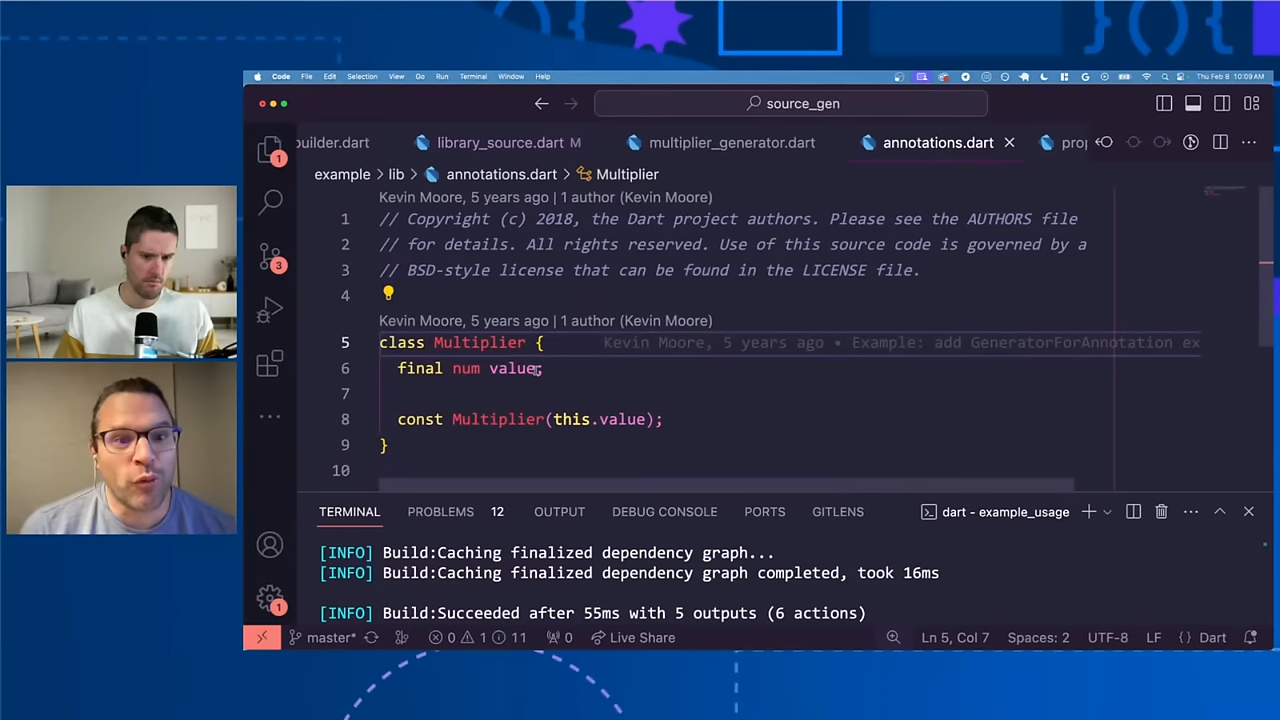 Code File Edit Selection View Go Run Terminal Window Help
Thu Feb 8 10:09 AM
source_gen
builder.dart
library_source.dart M
multiplier_generator.dart
annotations.dart
example > lib > annotations.dart > Multiplier
Kevin Moore, 5 years ago | 1 author (Kevin Moore)
1 // Copyright (c) 2018, the Dart project authors. Please see the AUTHORS file
2 // for details. All rights reserved. Use of this source code is governed by a
3 // BSD-style license that can be found in the LICENSE file.
4
Kevin Moore, 5 years ago | 1 author (Kevin Moore)
5 class Multiplier { Kevin Moore, 5 years ago • Example: add GeneratorForAnnotation ex
6 final num value;
7
8 const Multiplier(this.value);
9 }
10
1
3
1
TERMINAL PROBLEMS 12 OUTPUT DEBUG CONSOLE PORTS GITLENS
dart - example_usage
[INFO] Build:Caching finalized dependency graph...
[INFO] Build:Caching finalized dependency graph completed, took 16ms
[INFO] Build:Succeeded after 55ms with 5 outputs (6 actions)
master* 0 1 11 0 Live Share Ln 5, Col 7 Spaces: 2 UTF-8 LF {} Dart